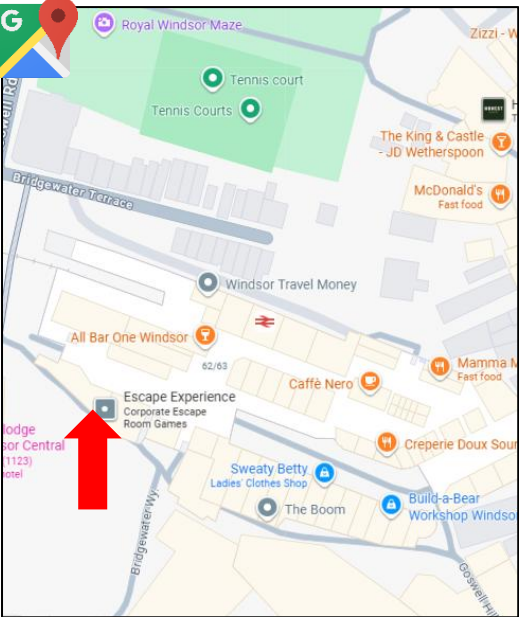 G
Royal Windsor Maze
Zizzi - W
Tennis court
Tennis Courts
The King & Castle
- JD Wetherspoon
McDonald's
Fast food
Bridgewater Terrace
Windsor Travel Money
All Bar One Windsor
62/63
Mamma M
Fast food
Caffè Nero
Escape Experience
Corporate Escape
Room Games
lodge
sor Central
(1123)
hotel
Creperie Doux Sour
Sweaty Betty
Ladies' Clothes Shop
Build-a-Bear
Workshop Windso
The Boom
Bridgewater Wy.
Goswell Hill